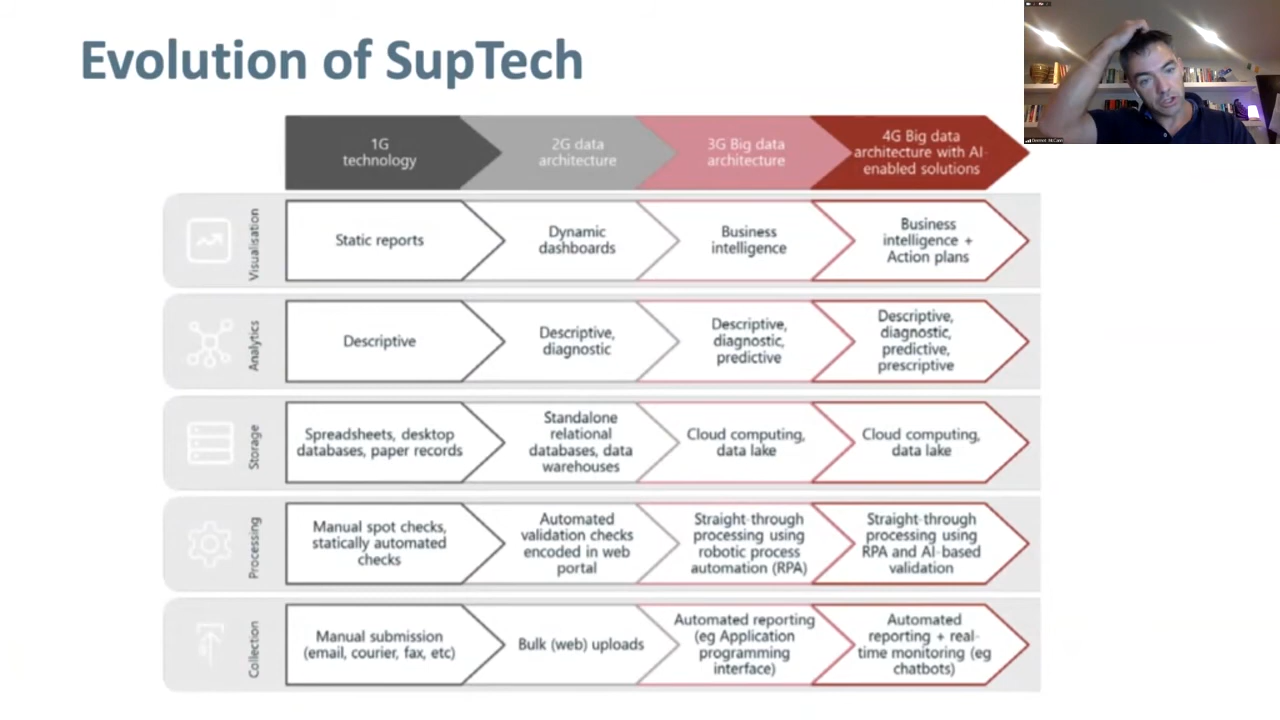 Evolution of SupTech
1G
technology
2G data
architecture
3G Big data
architecture
4G Big data
architecture with AI-
enabled solutions
Visualisation
Static reports
Dynamic
dashboards
Business
intelligence
Business
intelligence +
Action plans
Analytics
Descriptive
Descriptive,
diagnostic
Descriptive,
diagnostic,
predictive
Descriptive,
diagnostic,
predictive,
prescriptive
Storage
Spreadsheets, desktop
databases, paper records
Standalone
relational
databases, data
warehouses
Cloud computing,
data lake
Cloud computing,
data lake
Processing
Manual spot checks,
statically automated
checks
Automated
validation checks
encoded in web
portal
Straight-through
processing using
robotic process
automation (RPA)
Straight-through
processing using
RPA and AI-based
validation
Collection
Manual submission
(email, courier, fax, etc)
Bulk (web) uploads
Automated reporting
(eg Application
programming
interface)
Automated
reporting + real-
time monitoring (eg
chatbots)